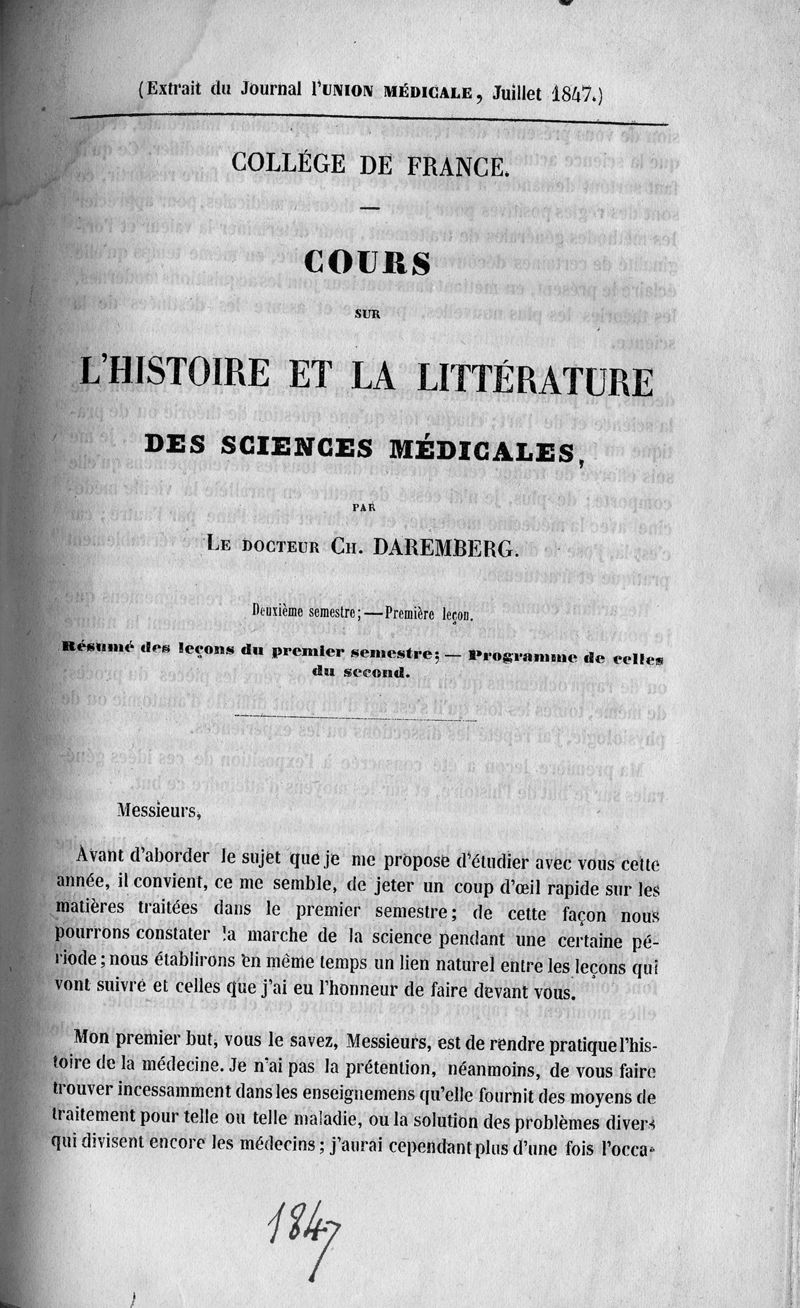 (Extrait du Journal l'UNION MÉDICALE, Juillet 1847.)
COLLÉGE DE FRANCE.
COURS
SUR
L'HISTOIRE ET LA LITTÉRATURE
DES SCIENCES MÉDICALES,
PAR
LE DOCTEUR CH. DAREMBERG.
Deuxième semestre;—Première leçon.
Résumé des leçons du premier semestre; — Programme de celles
du second.
Messieurs,
Avant d'aborder le sujet que je me propose d'étudier avec vous cette
année, il convient, ce me semble, de jeter un coup d'œil rapide sur les
matières traitées dans le premier semestre; de cette façon nous
pourrons constater la marche de la science pendant une certaine pé-
riode; nous établirons en même temps un lien naturel entre les leçons qui
vont suivre et celles que j'ai eu l'honneur de faire devant vous.
Mon premier but, vous le savez, Messieurs, est de rendre pratique l'his-
toire de la médecine. Je n'ai pas la prétention, néanmoins, de vous faire
trouver incessamment dans les enseignemens qu'elle fournit des moyens de
traitement pour telle ou telle maladie, ou la solution des problèmes divers
qui divisent encore les médecins; j'aurai cependant plus d'une fois l'occa-
1847